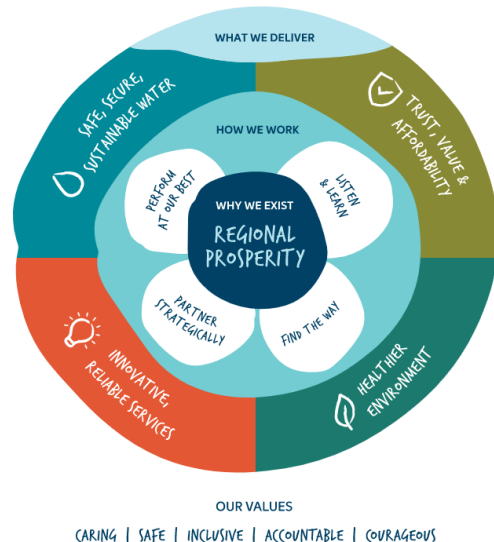 WHAT WE DELIVER
SAFE, SECURE,
SUSTAINABLE WATER
TRUST, VALUE &
AFFORDABILITY
HOW WE WORK
PERFORM
AT OUR BEST
LISTEN
& LEARN
WHY WE EXIST
REGIONAL
PROSPERITY
PARTNER
STRATEGICALLY
FIND THE WAY
INNOVATIVE,
RELIABLE SERVICES
HEALTHIER
ENVIRONMENT
OUR VALUES
CARING | SAFE | INCLUSIVE | ACCOUNTABLE | COURAGEOUS